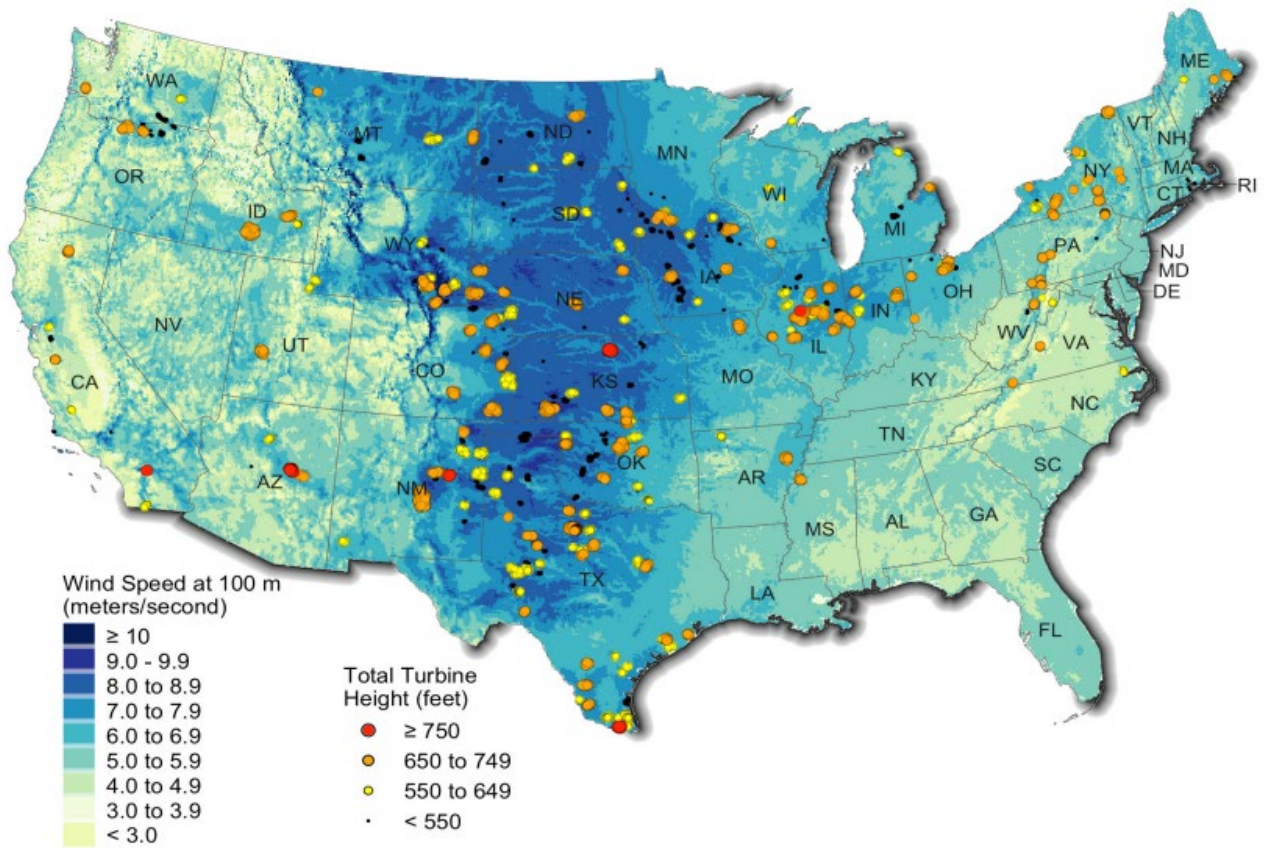 WA
ME
MT
ND
VT
MN
NH
OR
NY
MA
WI
CT
RI
ID
SD
MI
WY
PA
NJ
IA
MD
NE
OH
DE
IN
NV
UT
IL
WV
VA
CO
CA
KS
MO
KY
NC
TN
OK
AZ
NM
AR
SC
MS
AL
GA
TX
LA
FL
Wind Speed at 100 m
(meters/second)
≥ 10
9.0 - 9.9
8.0 to 8.9
7.0 to 7.9
6.0 to 6.9
5.0 to 5.9
4.0 to 4.9
3.0 to 3.9
< 3.0
Total Turbine
Height (feet)
≥ 750
650 to 749
550 to 649
< 550